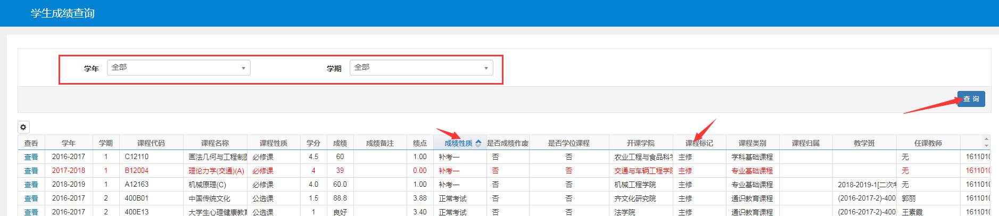 学生成绩查询
学年 全部 学期 全部
查 询
查看 学年 学期 课程代码 课程名称 课程性质 学分 成绩 成绩备注 绩点 成绩性质 是否成绩作废 是否学位课程 开课学院 课程标记 课程类别 课程归属 教学班 任课教师
查看 2016-2017 1 C12110 画法几何与工程制图 必修课 4.5 60 1.00 补考一 否 否 农业工程与食品科学 主修 学科基础课程 无 1611010
查看 2017-2018 1 B12004 理论力学(交通)(A) 必修课 4 39 0.00 补考一 否 否 交通与车辆工程学院 主修 专业基础课程 无 1611010
查看 2018-2019 1 A12163 机械原理(C) 必修课 4.0 60.0 1.00 补考一 否 否 机械工程学院 主修 专业基础课程 2018-2019-1[二次考 无 1611010
查看 2016-2017 2 400B01 中国传统文化 公选课 1.5 88.8 3.88 正常考试 否 否 齐文化研究院 主修 通识教育课程 (2016-2017-2)-400 郭丽 1611010
查看 2016-2017 2 400E13 大学生心理健康教育 公选课 1 良好 3.40 正常考试 否 否 法学院 主修 通识教育课程 (2016-2017-2)-400 王素霞 1611010